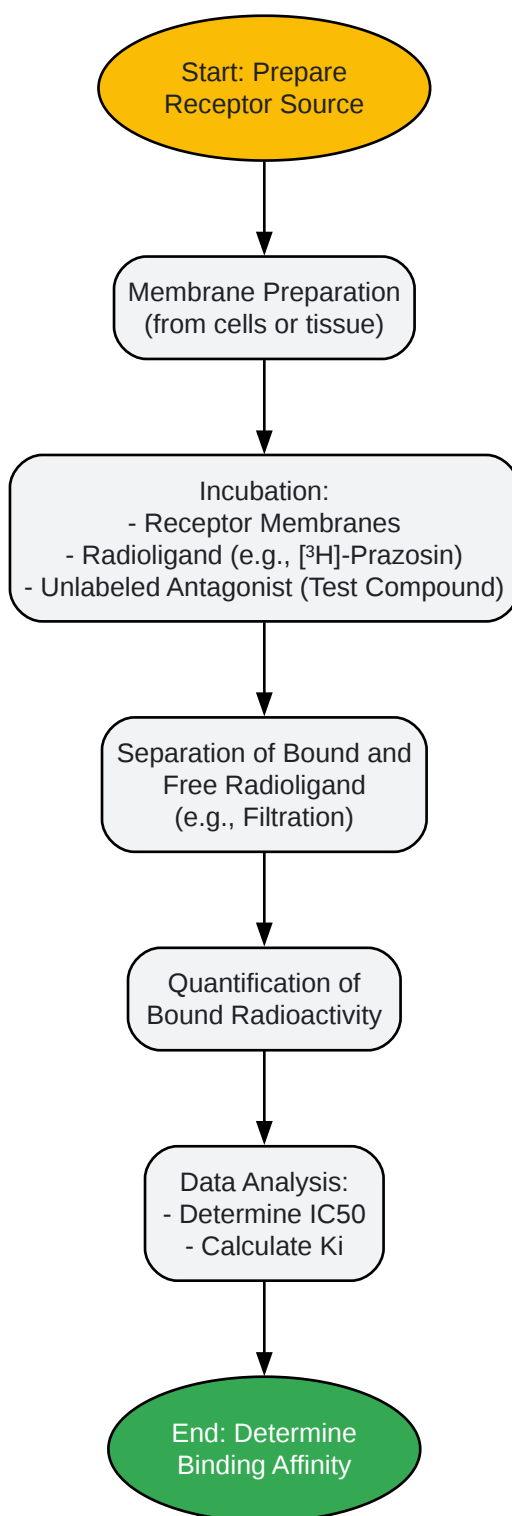 Start: Prepare
Receptor Source
Membrane Preparation
(from cells or tissue)
Incubation:
- Receptor Membranes
- Radioligand (e.g., [³H]-Prazosin)
- Unlabeled Antagonist (Test Compound)
Separation of Bound and
Free Radioligand
(e.g., Filtration)
Quantification of
Bound Radioactivity
Data Analysis:
- Determine IC50
- Calculate Ki
End: Determine
Binding Affinity